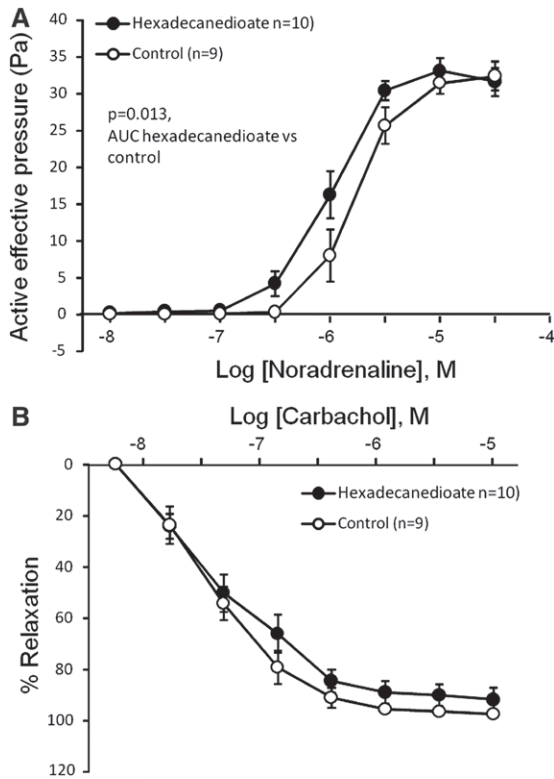 A
Hexadecanedioate n=10)
Control (n=9)
p=0.013,
AUC hexadecanedioate vs
control
Active effective pressure (Pa)
40
35
30
25
20
15
10
5
0
-5
-8
-7
-6
-5
-4
Log [Noradrenaline], M
B
Log [Carbachol], M
-8
-7
-6
-5
Hexadecanedioate n=10)
Control (n=9)
% Relaxation
0
20
40
60
80
100
120